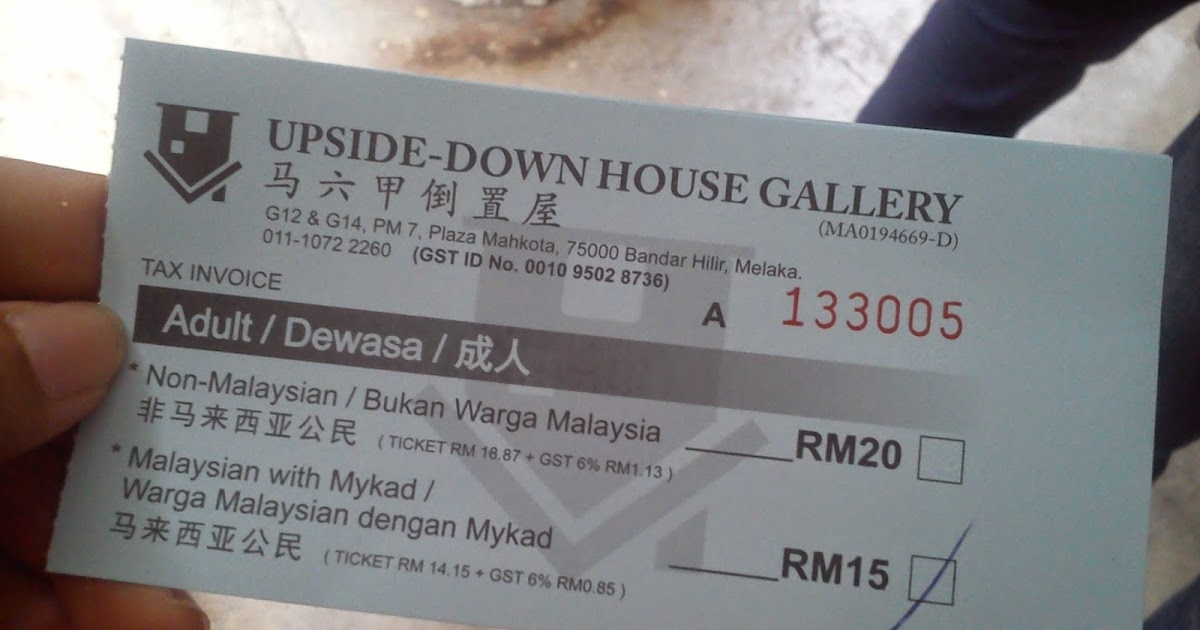 UPSIDE-DOWN HOUSE GALLERY
马六甲倒置屋
(MA0194669-D)
G12 & G14, PM 7, Plaza Mahkota, 75000 Bandar Hilir, Melaka.
011-1072 2260 (GST ID No. 0010 9502 8736)
TAX INVOICE
A 133005
Adult / Dewasa / 成人
* Non-Malaysian / Bukan Warga Malaysia
非马来西亚公民 ( TICKET RM 18.87 + GST 6% RM1.13 )
RM20
* Malaysian with Mykad /
Warga Malaysian dengan Mykad
马来西亚公民 ( TICKET RM 14.15 + GST 6% RM0.85 )
RM15